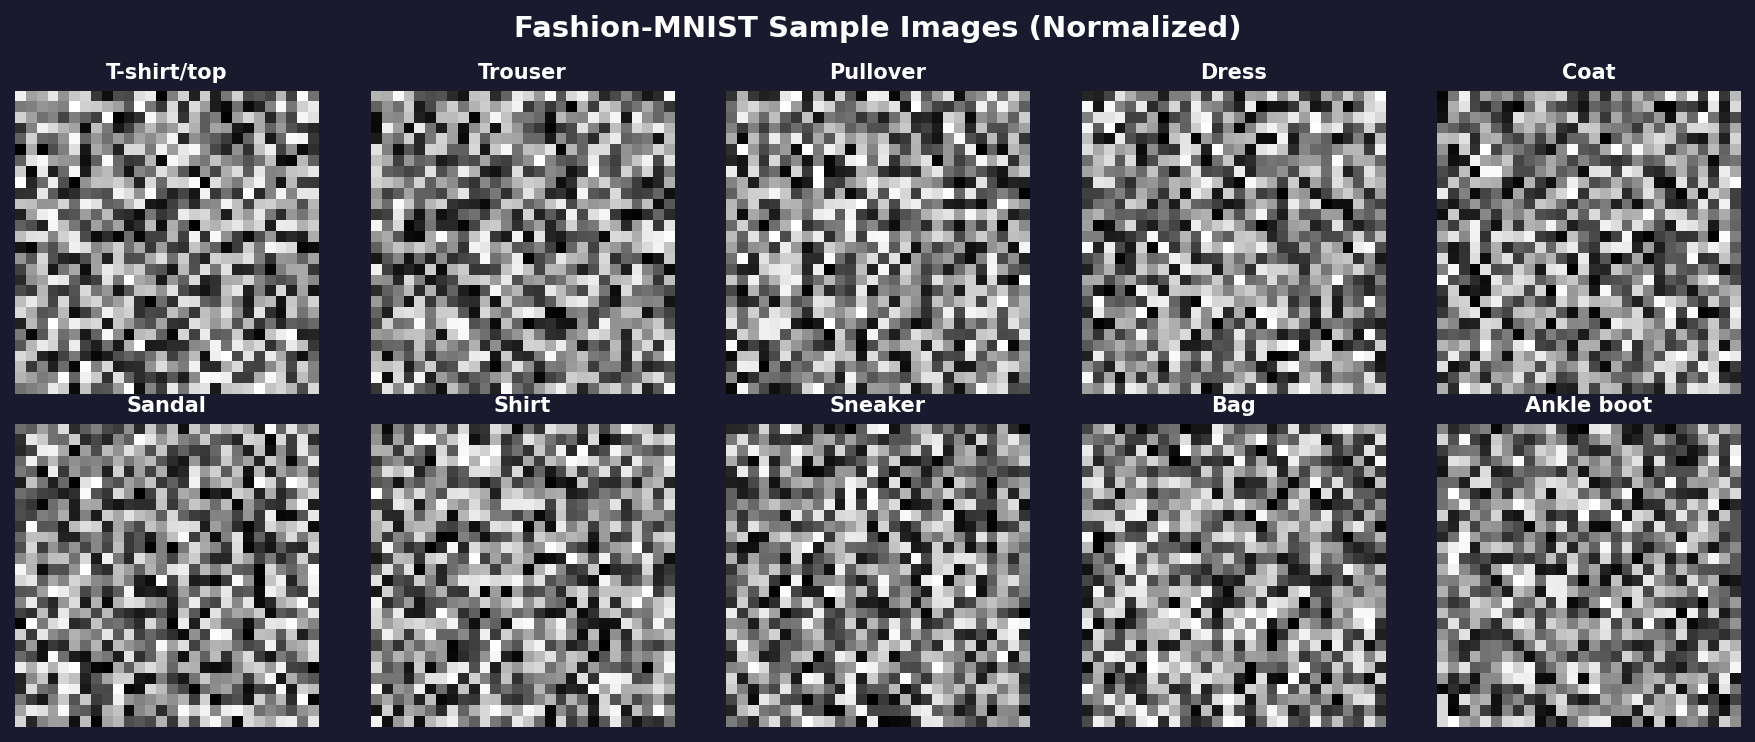 Fashion-MNIST Sample Images (Normalized)
T-shirt/top
Trouser
Pullover
Dress
Coat
Sandal
Shirt
Sneaker
Bag
Ankle boot